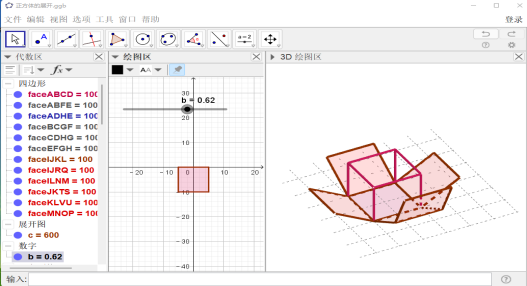 正方体的展开.ggb
文件 编辑 视图 选项 工具 窗口 帮助
登录
A
a=2
代数区
绘图区
3D 绘图区
fx
AA
四边形
faceABCD = 100
faceABFE = 100
faceADHE = 100
faceBCGF = 100
faceCDHG = 100
faceEFGH = 100
faceIJKL = 100
faceIJRQ = 100
faceILNM = 100
faceJKTS = 100
faceKLVU = 100
faceMNOP = 100
展开图
c = 600
数字
b = 0.62
b = 0.62
30
20
-20
-10
0
10
20
-10
-20
-30
-40
输入: